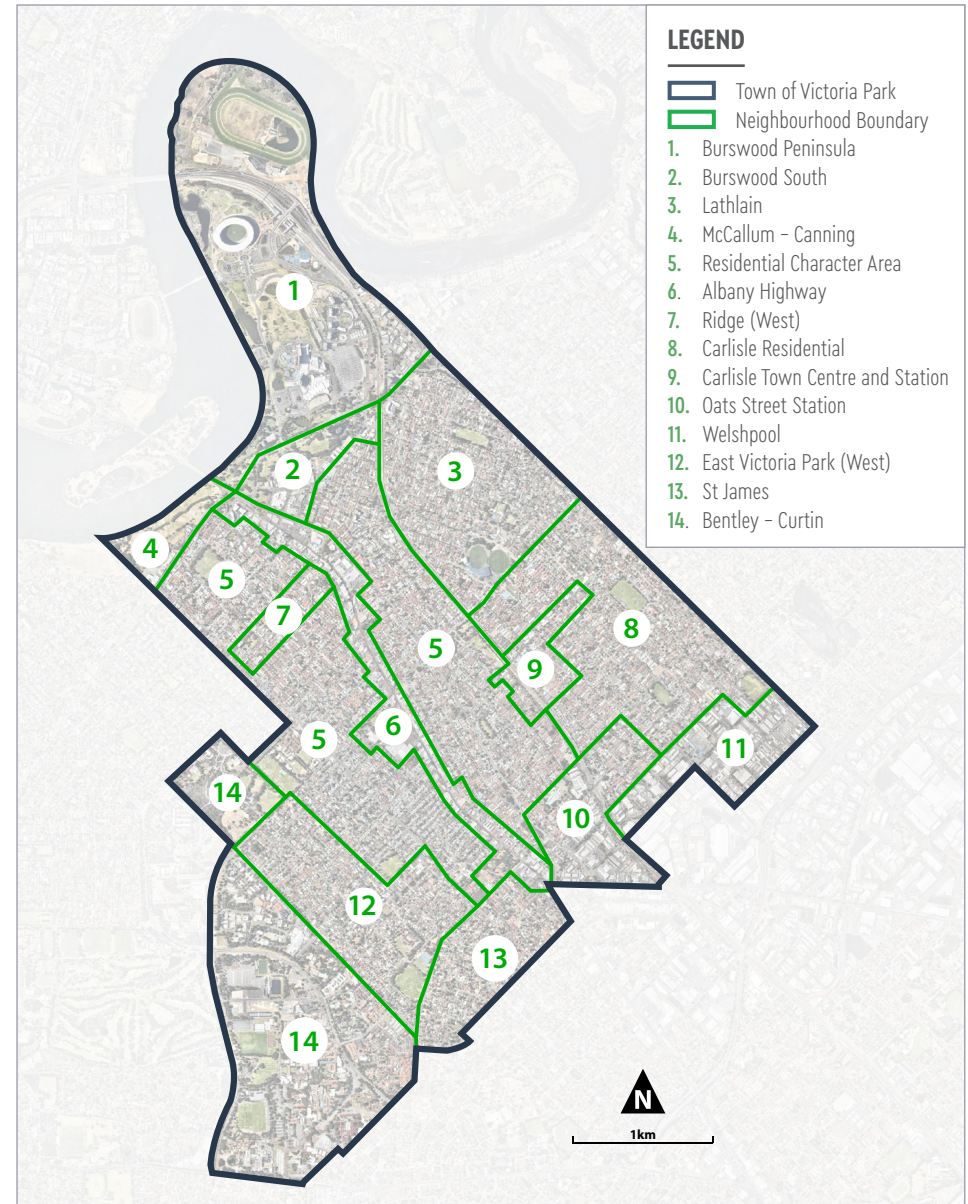 LEGEND
Town of Victoria Park
Neighbourhood Boundary
1. Burswood Peninsula
2. Burswood South
3. Lathlain
4. McCallum – Canning
5. Residential Character Area
6. Albany Highway
7. Ridge (West)
8. Carlisle Residential
9. Carlisle Town Centre and Station
10. Oats Street Station
11. Welshpool
12. East Victoria Park (West)
13. St James
14. Bentley – Curtin
1
2
3
4
5
7
5
8
9
6
5
11
14
10
12
13
14
N
1km